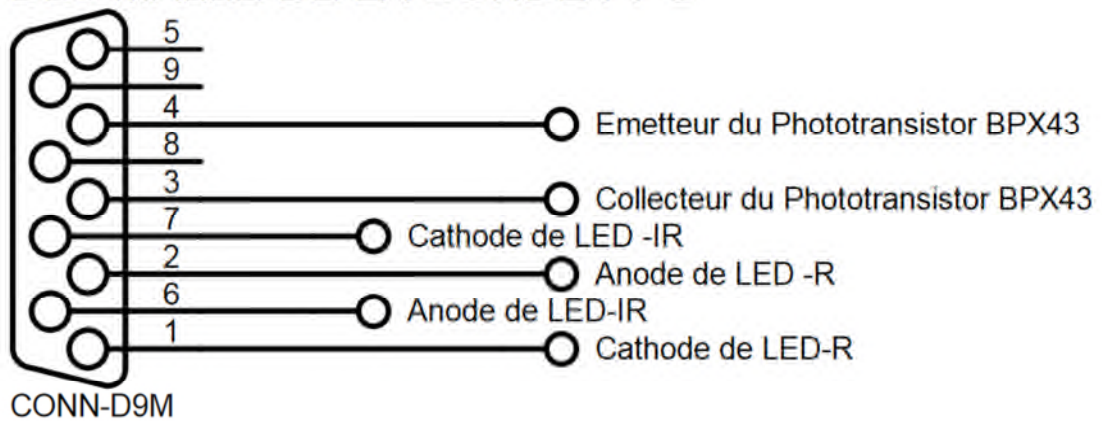 5
9
4 Emetteur du Phototransistor BPX43
8
3 Collecteur du Phototransistor BPX43
7 Cathode de LED -IR
2 Anode de LED -R
6 Anode de LED-IR
1 Cathode de LED-R
CONN-D9M